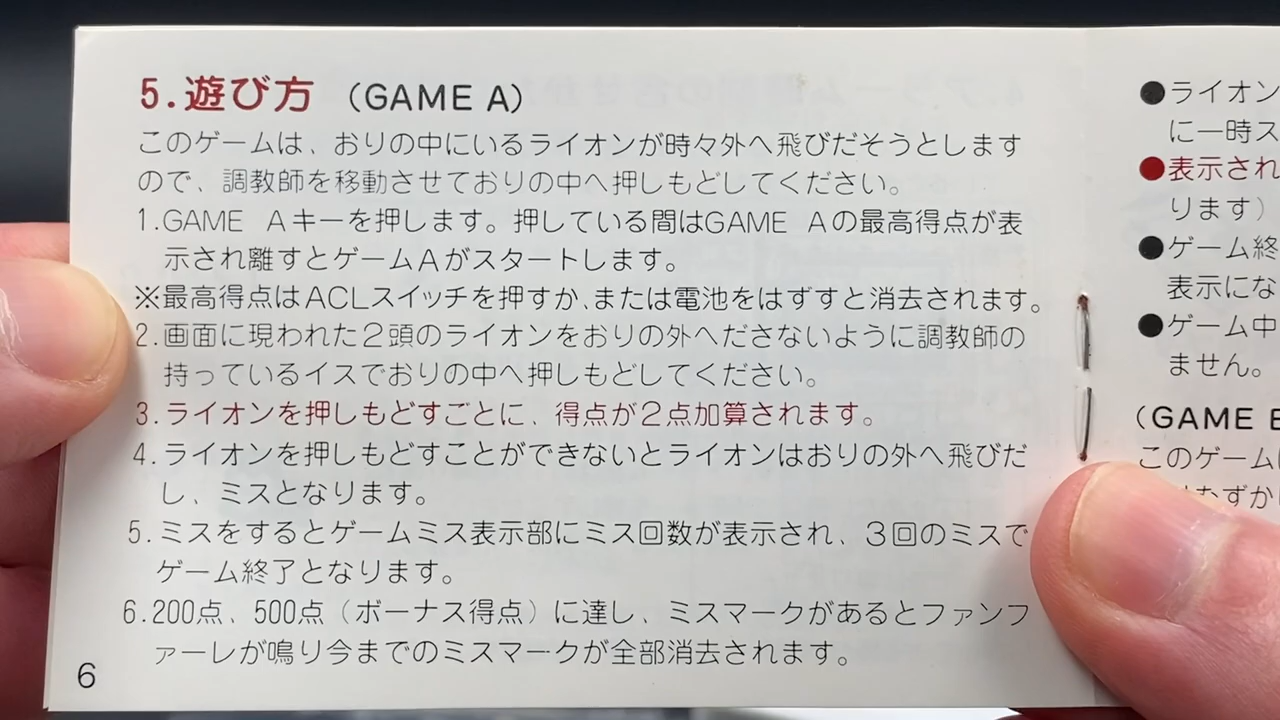 5.遊び方 (GAME A)
このゲームは、おりの中にいるライオンが時々外へ飛びだそうとします
ので、調教師を移動させておりの中へ押しもどしてください。
1.GAME Aキーを押します。押している間はGAME Aの最高得点が表
示され離すとゲームAがスタートします。
※最高得点はACLスイッチを押すか、または電池をはずすと消去されます。
2.画面に現われた2頭のライオンをおりの外へださないように調教師の
持っているイスでおりの中へ押しもどしてください。
3.ライオンを押しもどすごとに、得点が2点加算されます。
4.ライオンを押しもどすことができないとライオンはおりの外へ飛びだ
し、ミスとなります。
5.ミスをするとゲームミス表示部にミス回数が表示され、3回のミスで
ゲーム終了となります。
6.200点、500点(ボーナス得点)に達し、ミスマークがあるとファンフ
ァーレが鳴り今までのミスマークが全部消去されます。
6
●ライオン
に一時ス
●表示され
ります)
●ゲーム終
表示にな
●ゲーム中
ません。
(GAME
このゲーム
むずか